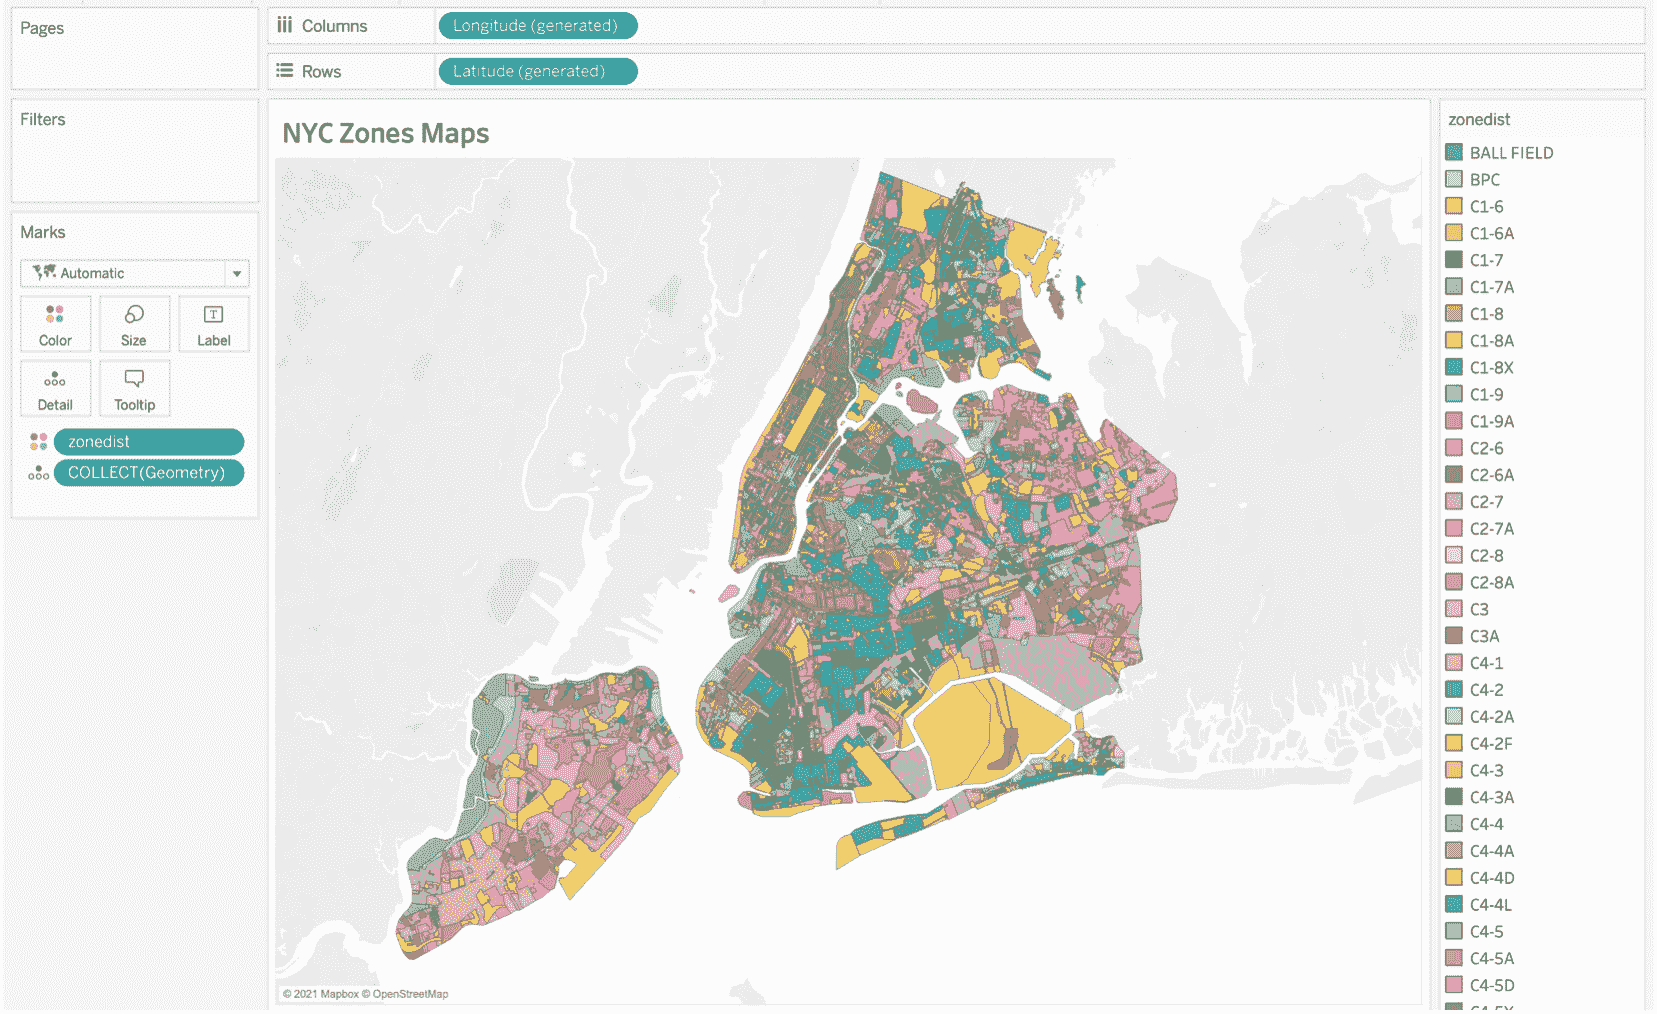 Pages
Columns
Longitude (generated)
Rows
Latitude (generated)
Filters
Marks
Automatic
Color
Size
Label
Detail
Tooltip
zonedist
COLLECT(Geometry)
NYC Zones Maps
© 2021 Mapbox © OpenStreetMap
zonedist
BALL FIELD
BPC
C1-6
C1-6A
C1-7
C1-7A
C1-8
C1-8A
C1-8X
C1-9
C1-9A
C2-6
C2-6A
C2-7
C2-7A
C2-8
C2-8A
C3
C3A
C4-1
C4-2
C4-2A
C4-2F
C4-3
C4-3A
C4-4
C4-4A
C4-4D
C4-4L
C4-5
C4-5A
C4-5D